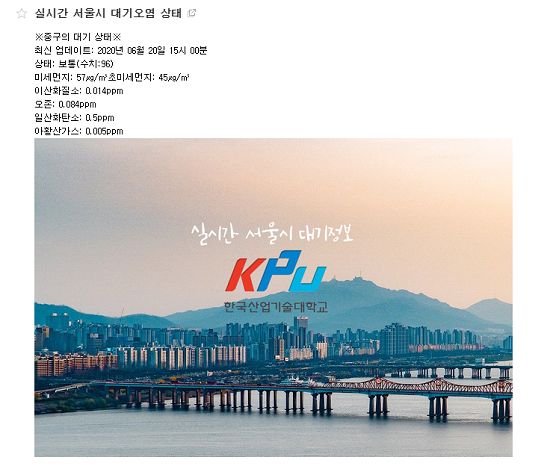 실시간 서울시 대기오염 상태
※중구의 대기 상태※
최신 업데이트: 2020년 06월 20일 15시 00분
상태: 보통(수치:96)
미세먼지: 57㎍/㎥초미세먼지: 45㎍/㎥
이산화질소: 0.014ppm
오존: 0.084ppm
일산화탄소: 0.5ppm
아황산가스: 0.005ppm
실시간 서울시 대기정보
KPU
한국산업기술대학교